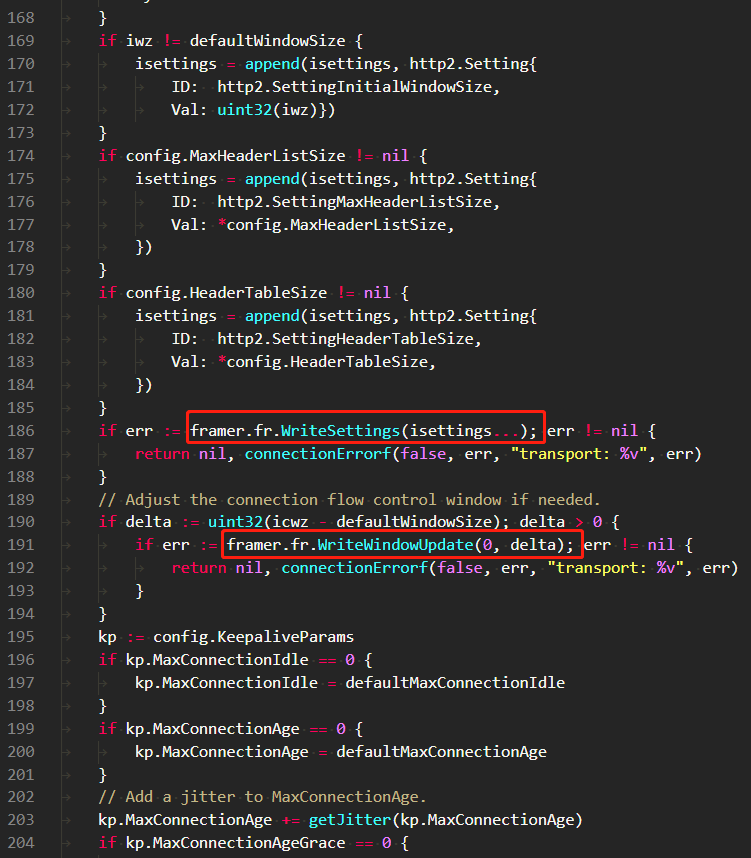 168 }
169 if iwz != defaultWindowSize {
170 isettings = append(isettings, http2.Setting{
171 ID: http2.SettingInitialWindowSize,
172 Val: uint32(iwz)})
173 }
174 if config.MaxHeaderListSize != nil {
175 isettings = append(isettings, http2.Setting{
176 ID: http2.SettingMaxHeaderListSize,
177 Val: *config.MaxHeaderListSize,
178 })
179 }
180 if config.HeaderTableSize != nil {
181 isettings = append(isettings, http2.Setting{
182 ID: http2.SettingHeaderTableSize,
183 Val: *config.HeaderTableSize,
184 })
185 }
186 if err := framer.fr.WriteSettings(isettings...); err != nil {
187 return nil, connectionErrorf(false, err, "transport: %v", err)
188 }
189 // Adjust the connection flow control window if needed.
190 if delta := uint32(icwz - defaultWindowSize); delta > 0 {
191 if err := framer.fr.WriteWindowUpdate(0, delta); err != nil {
192 return nil, connectionErrorf(false, err, "transport: %v", err)
193 }
194 }
195 kp := config.KeepaliveParams
196 if kp.MaxConnectionIdle == 0 {
197 kp.MaxConnectionIdle = defaultMaxConnectionIdle
198 }
199 if kp.MaxConnectionAge == 0 {
200 kp.MaxConnectionAge = defaultMaxConnectionAge
201 }
202 // Add a jitter to MaxConnectionAge.
203 kp.MaxConnectionAge += getJitter(kp.MaxConnectionAge)
204 if kp.MaxConnectionAgeGrace == 0 {